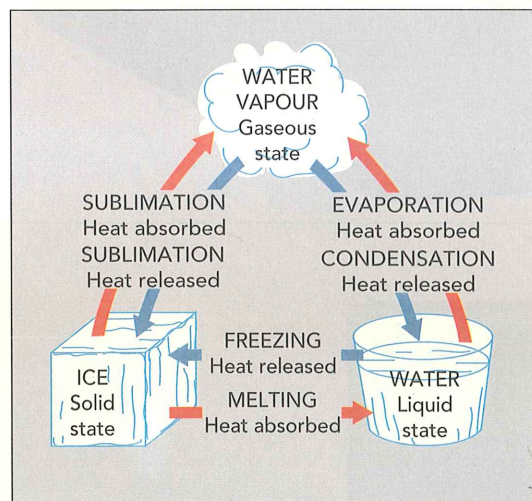 WATER
VAPOUR
Gaseous
state
SUBLIMATION
Heat absorbed
SUBLIMATION
Heat released
EVAPORATION
Heat absorbed
CONDENSATION
Heat released
FREEZING
Heat released
MELTING
Heat absorbed
ICE
Solid
state
WATER
Liquid
state